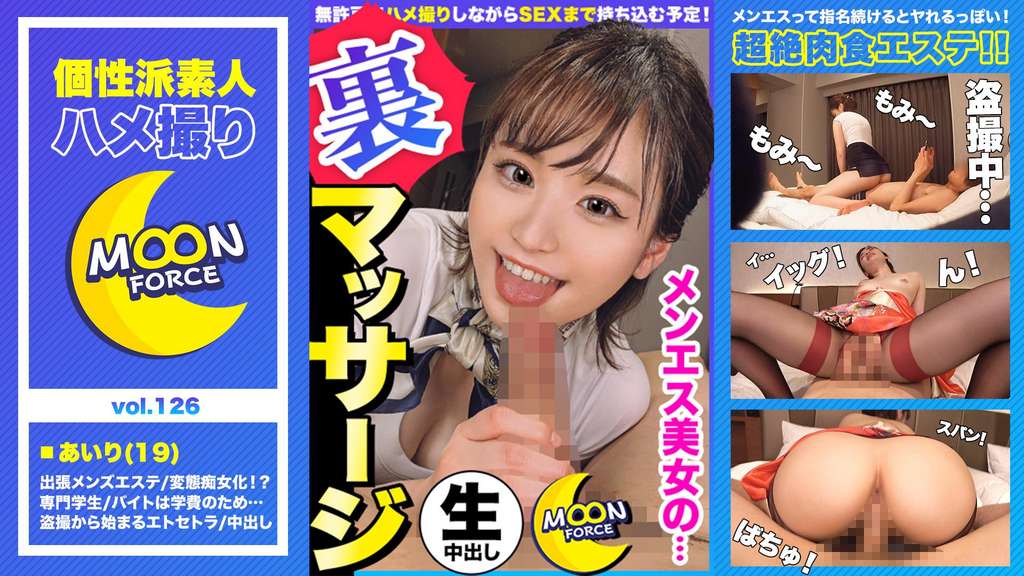 個性派素人
ハメ撮り
MOON
FORCE
vol.126
■あいり(19)
出張メンズエステ/変態痴女化!?
専門学生/バイトは学費のため…
盗撮から始まるエトセトラ/中出し
ハメ撮りしながらSEXまで持ち込む予定!
裏
マッサージ
メンエス美女の…
生
中出し
MOON
FORCE
メンエスって指名続けるとヤれるっぽい!
超絶肉食エステ!!
盗撮中…
もみ〜
もみ〜
イ…
イッグ!
ん!
スパン!
ばちゅ!